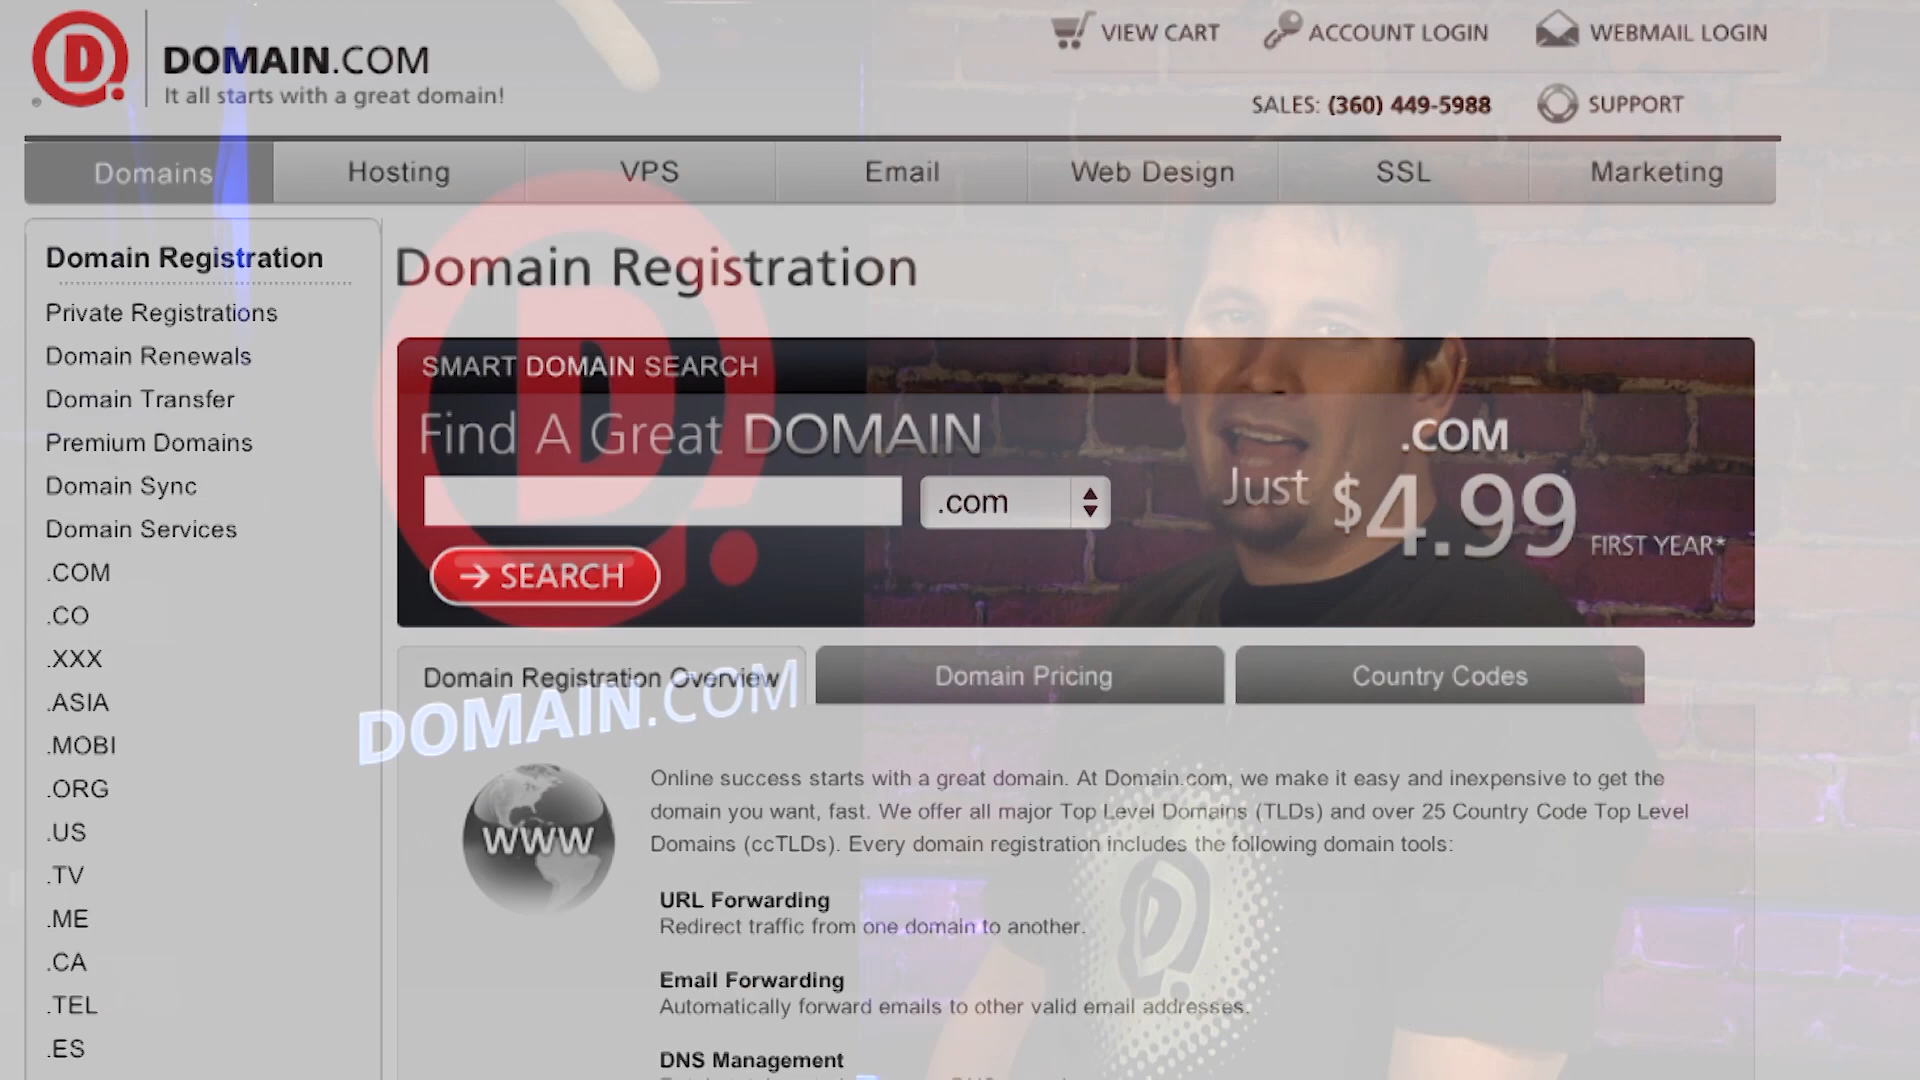 DOMAIN.COM
It all starts with a great domain!
VIEW CART
ACCOUNT LOGIN
WEBMAIL LOGIN
SALES: (360) 449-5988
SUPPORT
Domains
Hosting
VPS
Email
Web Design
SSL
Marketing
Domain Registration
Private Registrations
Domain Renewals
Domain Transfer
Premium Domains
Domain Sync
Domain Services
.COM
.CO
.XXX
.ASIA
.MOBI
.ORG
.US
.TV
.ME
.CA
.TEL
.ES
Domain Registration
SMART DOMAIN SEARCH
Find A Great DOMAIN
.com
→ SEARCH
.COM
Just $4.99
FIRST YEAR*
Domain Registration Overview
Domain Pricing
Country Codes
DOMAIN.COM
www
Online success starts with a great domain. At Domain.com, we make it easy and inexpensive to get the
domain you want, fast. We offer all major Top Level Domains (TLDs) and over 25 Country Code Top Level
Domains (ccTLDs). Every domain registration includes the following domain tools:
URL Forwarding
Redirect traffic from one domain to another.
Email Forwarding
Automatically forward emails to other valid email addresses.
DNS Management